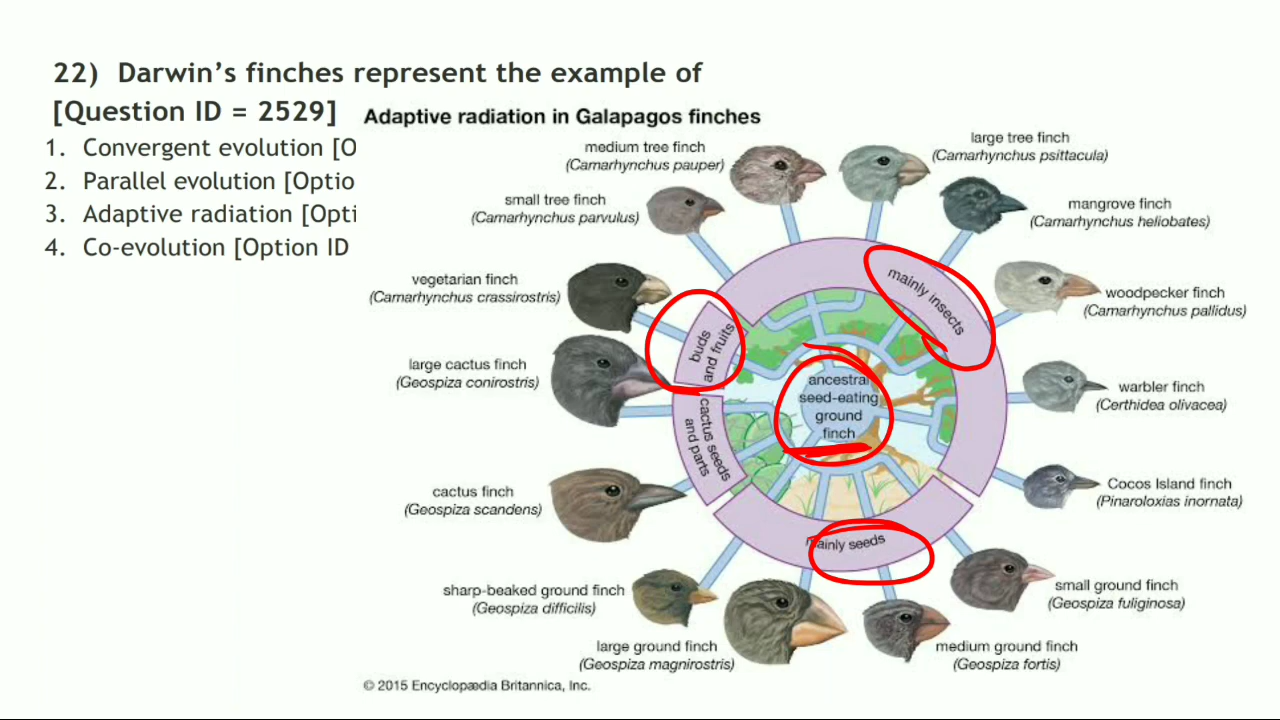 22) Darwin’s finches represent the example of
[Question ID = 2529]
1. Convergent evolution [O
2. Parallel evolution [Optio
3. Adaptive radiation [Opti
4. Co-evolution [Option ID
Adaptive radiation in Galapagos finches
medium tree finch
(Camarhynchus pauper)
large tree finch
(Camarhynchus psittacula)
small tree finch
(Camarhynchus parvulus)
mangrove finch
(Camarhynchus heliobates)
vegetarian finch
(Camarhynchus crassirostris)
woodpecker finch
(Camarhynchus pallidus)
large cactus finch
(Geospiza conirostris)
warbler finch
(Certhidea olivacea)
cactus finch
(Geospiza scandens)
Cocos Island finch
(Pinaroloxias inornata)
sharp-beaked ground finch
(Geospiza difficilis)
small ground finch
(Geospiza fuliginosa)
large ground finch
(Geospiza magnirostris)
medium ground finch
(Geospiza fortis)
mainly insects
buds
and fruits
cactus seeds
and parts
mainly seeds
ancestral
seed-eating
ground
finch
© 2015 Encyclopædia Britannica, Inc.